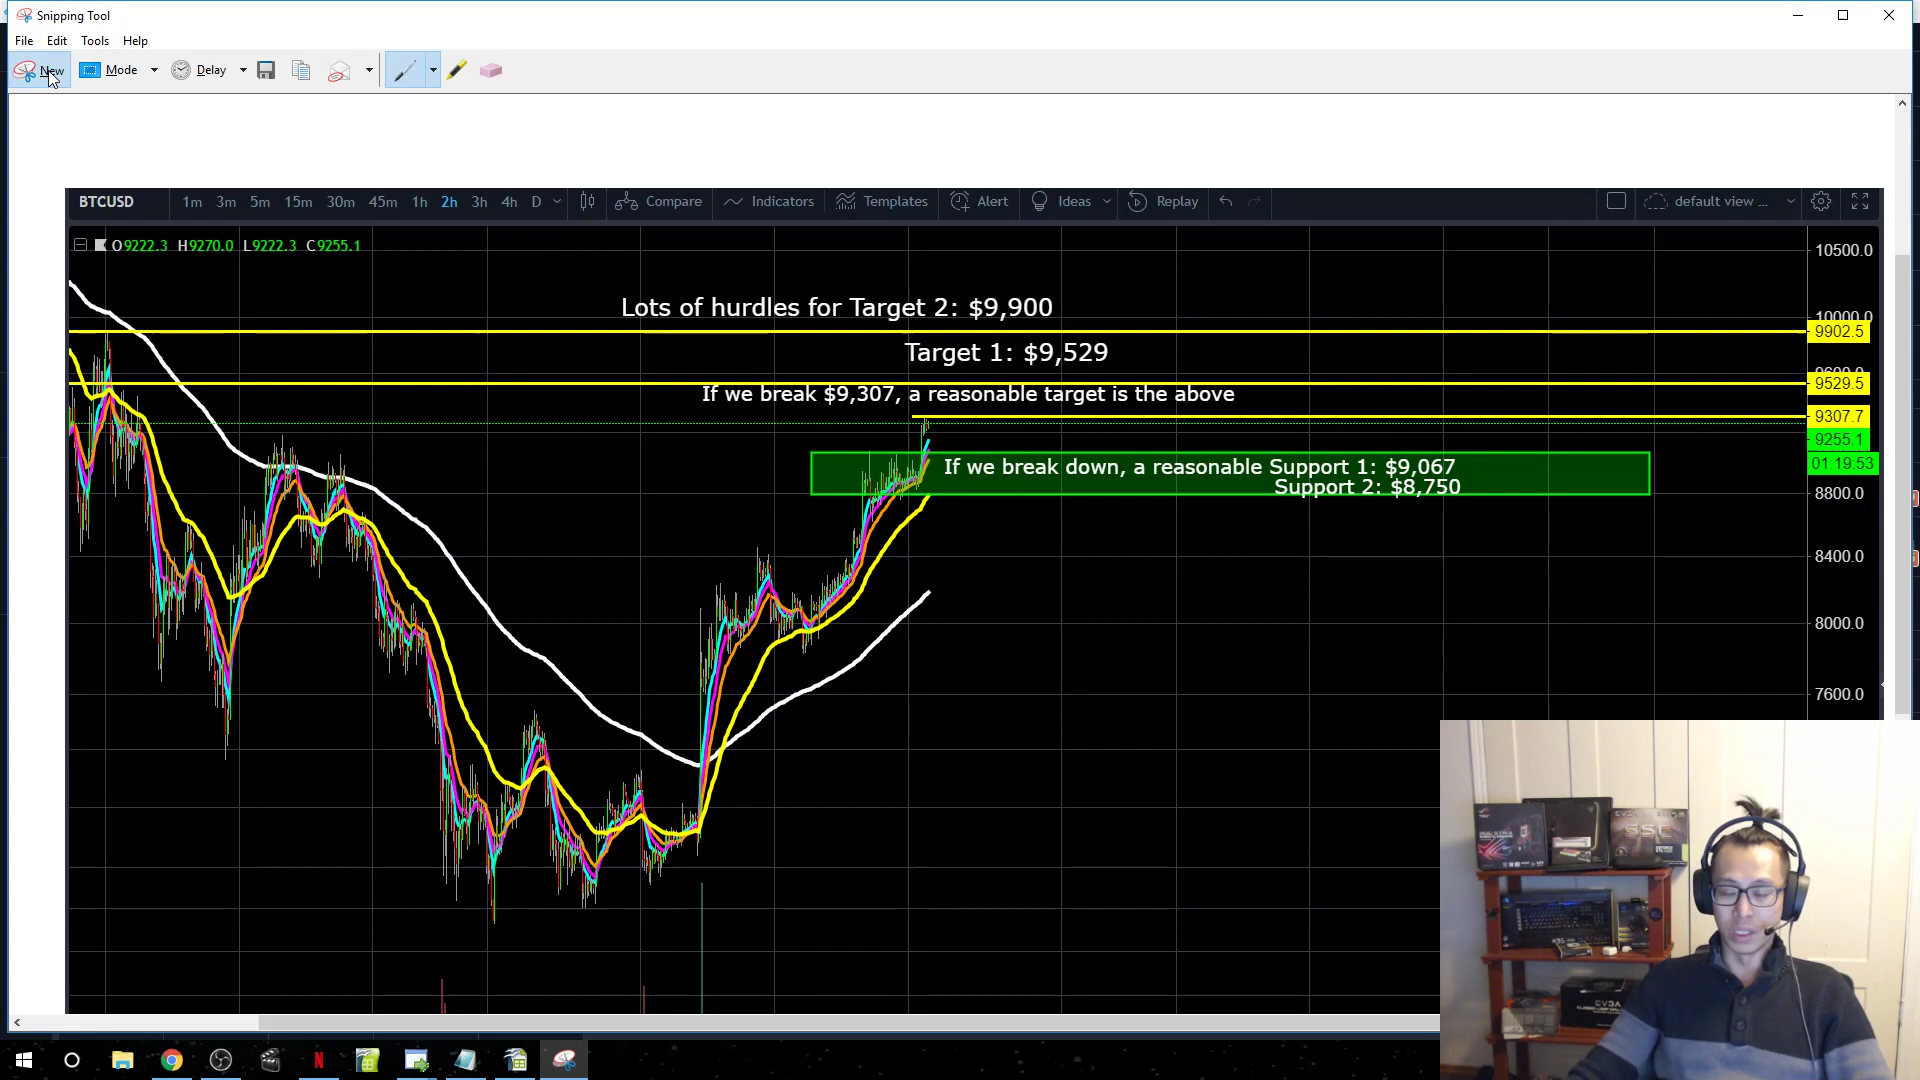 Snipping Tool
File Edit Tools Help
New Mode Delay
BTCUSD 1m 3m 5m 15m 30m 45m 1h 2h 3h 4h D Compare Indicators Templates Alert Ideas Replay default view ...
O9222.3 H9270.0 L9222.3 C9255.1
10500.0
Lots of hurdles for Target 2: $9,900
10000.0
9902.5
Target 1: $9,529
9529.5
If we break $9,307, a reasonable target is the above
9307.7
9255.1
If we break down, a reasonable Support 1: $9,067
01:19:53
Support 2: $8,750
8800.0
8400.0
8000.0
7600.0
EVGA
SSC
K95
EVGA